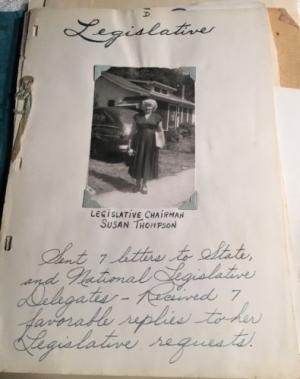 D
Legislative
LEGISLATIVE CHAIRMAN
SUSAN THOMPSON
Sent 7 letters to State,
and National Legislative
Delegates - Received 7
favorable replies to her
Legislative requests.